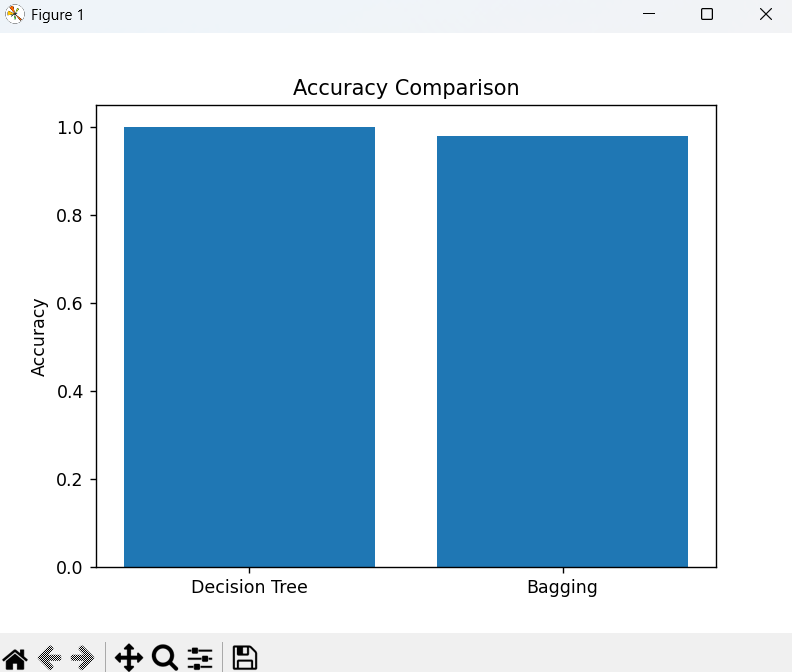 Figure 1
Accuracy Comparison
1.0
0.8
0.6
0.4
0.2
0.0
Accuracy
Decision Tree
Bagging